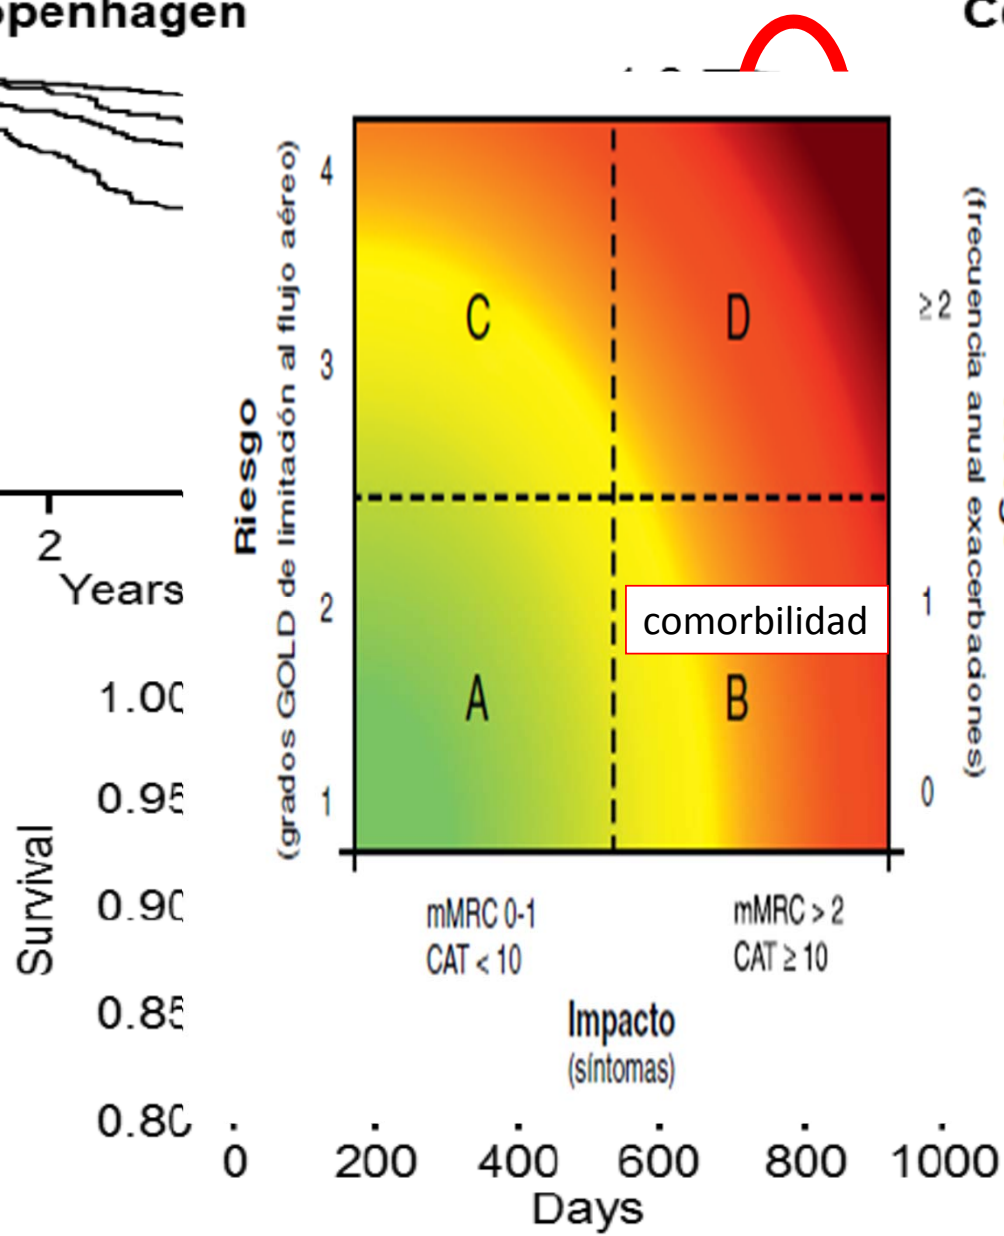 openhagen
2
Years
Survival
1.00
0.95
0.90
0.85
0.80
0
200
400
600
800
1000
Days
Riesgo
(grados GOLD de limitación al flujo aéreo)
4
3
2
1
C
D
A
B
comorbilidad
≥ 2
1
0
(frecuencia anual exacerbaciones)
mMRC 0-1
CAT < 10
mMRC > 2
CAT ≥ 10
Impacto
(síntomas)